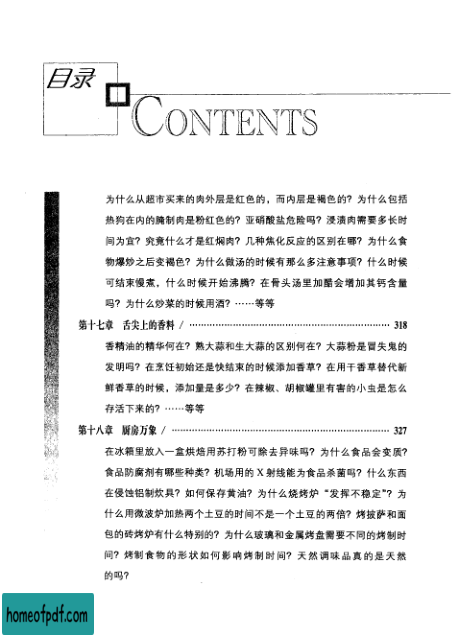 目录
CONTENTS
为什么从超市买来的肉外层是红色的，而内层是褐色的？为什么包括
热狗在内的腌制肉是粉红色的？亚硝酸盐危险吗？浸渍肉需要多长时
间为宜？究竟什么才是红焖肉？几种焦化反应的区别在哪？为什么食
物爆炒之后变褐色？为什么做汤的时候有那么多注意事项？什么时候
可结束慢煮，什么时候开始沸腾？在骨头汤里加醋会增加其钙含量
吗？为什么炒菜的时候用酒？……等等
第十七章 舌尖上的香料 / …………………………………………………… 318
香精油的精华何在？熟大蒜和生大蒜的区别何在？大蒜粉是冒失鬼的
发明吗？在烹饪初始还是快结束的时候添加香草？在用干香草替代新
鲜香草的时候，添加量是多少？在辣椒、胡椒罐里有害的小虫是怎么
存活下来的？……等等
第十八章 厨房万象 / …………………………………………………… 327
在冰箱里放入一盒烘焙用苏打粉可除去异味吗？为什么食品会变质？
食品防腐剂有哪些种类？机场用的 X 射线能为食品杀菌吗？什么东西
在侵蚀铝制炊具？如何保存黄油？为什么烧烤炉“发挥不稳定”？为
什么用微波炉加热两个土豆的时间不是一个土豆的两倍？烤披萨和面
包的砖烤炉有什么特别的？为什么玻璃和金属烤盘需要不同的烤制时
间？烤制食物的形状如何影响烤制时间？天然调味品真的是天然
的吗？
homeofpdf.com